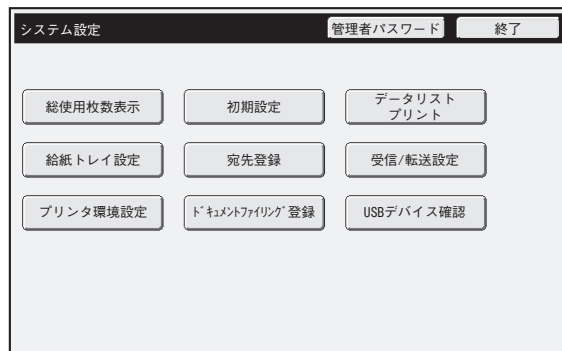 システム設定 管理者パスワード 終了
総使用枚数表示 初期設定 データリスト
プリント
給紙トレイ設定 宛先登録 受信/転送設定
プリンタ環境設定 ﾄﾞｷｭﾒﾝﾄﾌｧｲﾘﾝｸﾞ登録 USBデバイス確認